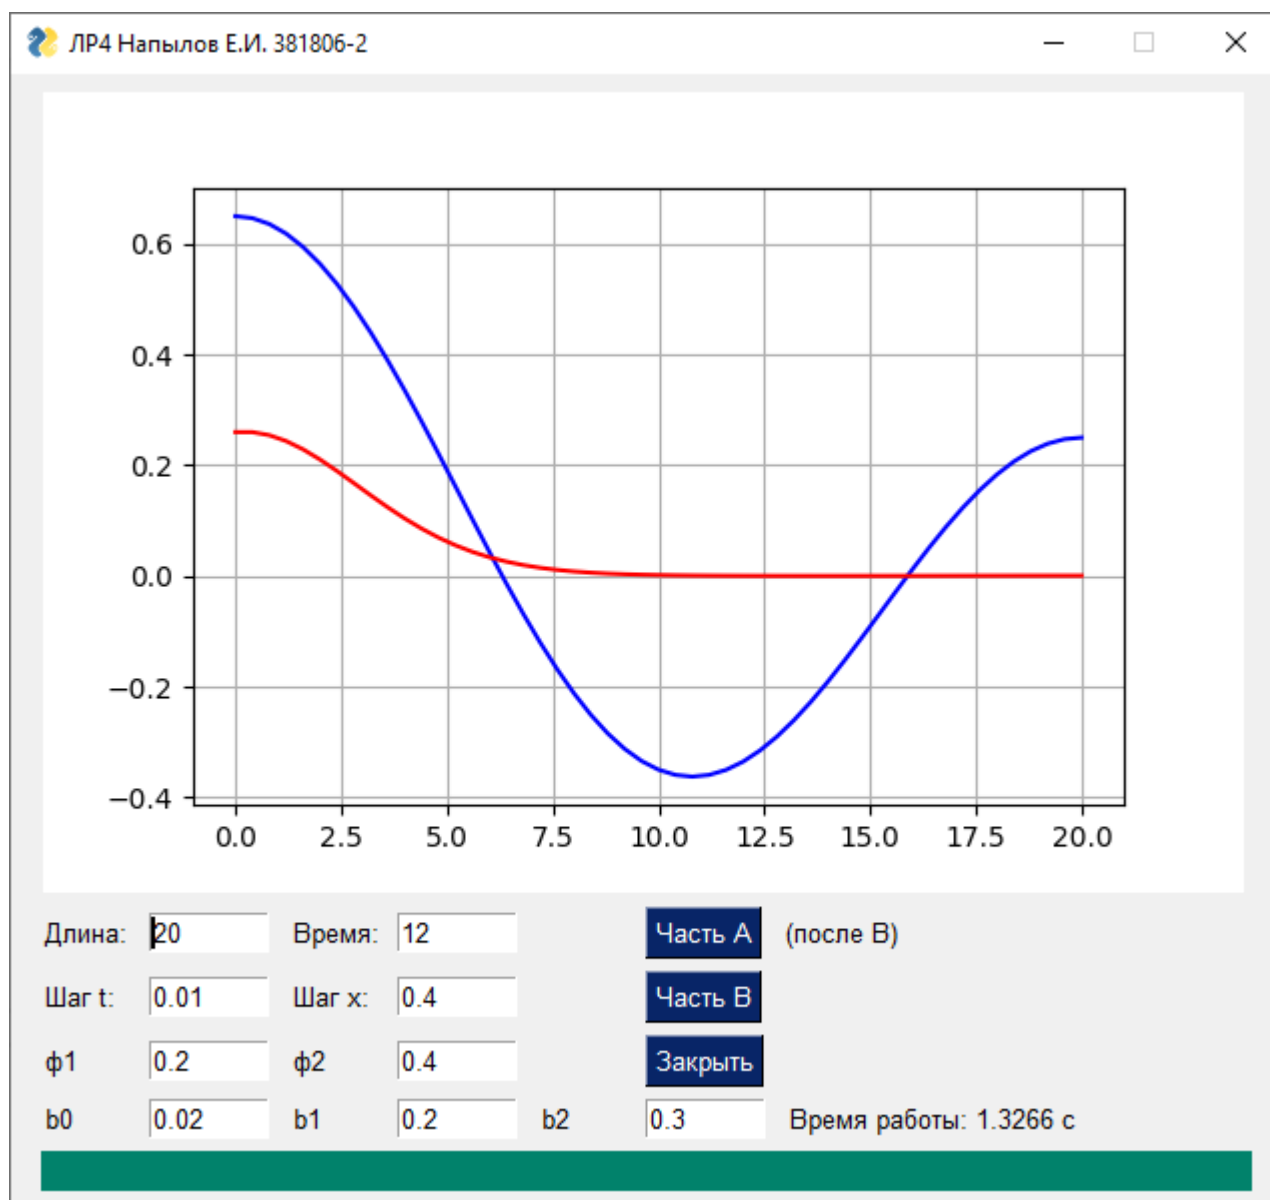 ЛР4 Напылов Е.И. 381806-2
0.6
0.4
0.2
0.0
−0.2
−0.4
0.0 2.5 5.0 7.5 10.0 12.5 15.0 17.5 20.0
Длина: 20 Время: 12 Часть А (после В)
Шаг t: 0.01 Шаг x: 0.4 Часть В
ф1 0.2 ф2 0.4 Закрыть
b0 0.02 b1 0.2 b2 0.3 Время работы: 1.3266 с